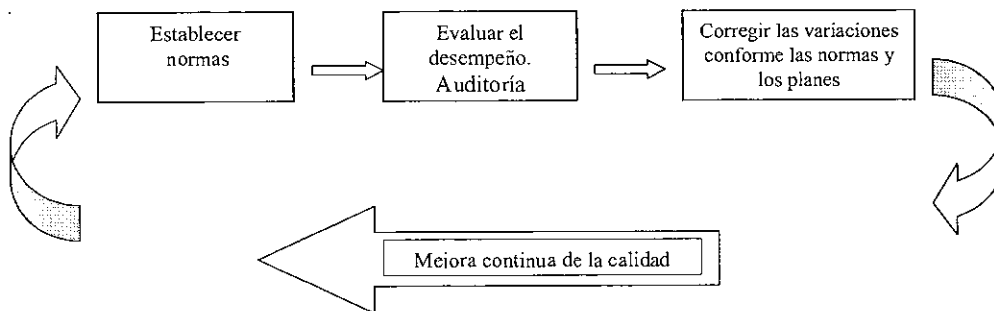 Establecer
normas
Evaluar el
desempeño.
Auditoría
Corregir las variaciones
conforme las normas y
los planes
Mejora continua de la calidad